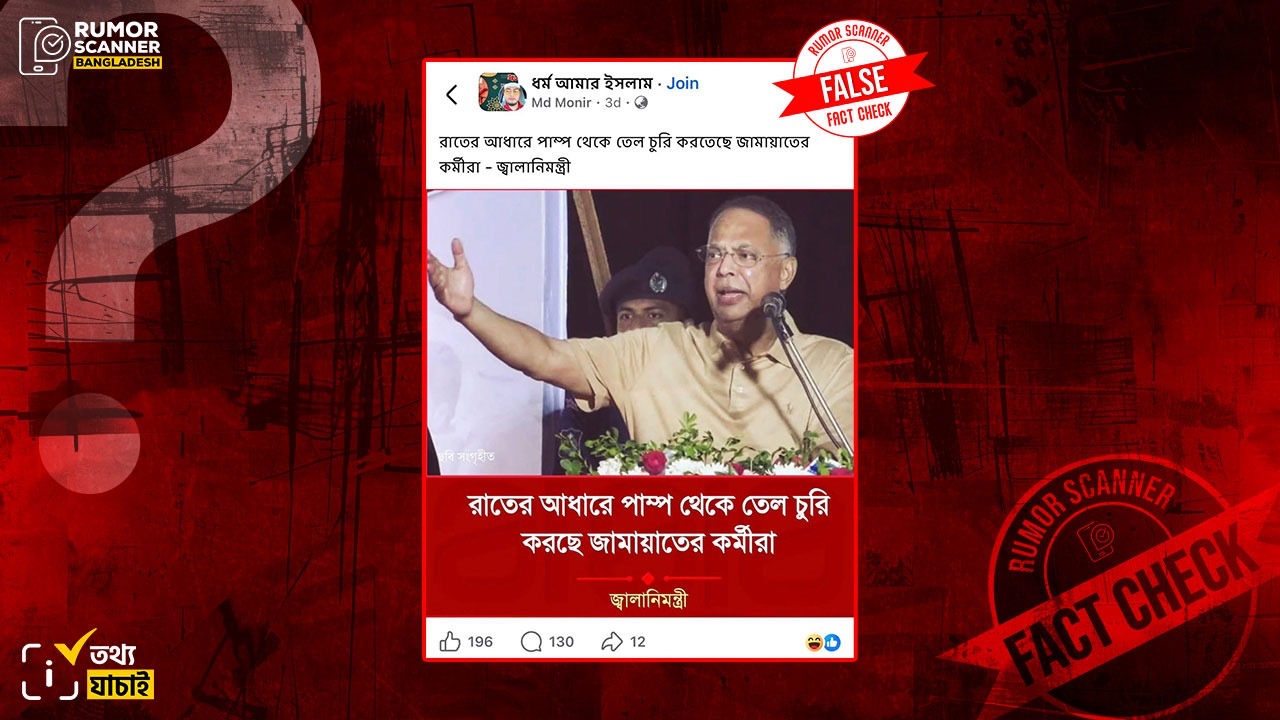 RUMOR
SCANNER
BANGLADESH
RUMOR SCANNER
FALSE
FACT CHECK
ধর্ম আমার ইসলাম · Join
Md Monir · 3d ·
রাতের আধারে পাম্প থেকে তেল চুরি করতেছে জামায়াতের
কর্মীরা - জ্বালানিমন্ত্রী
ছবি সংগৃহীত
রাতের আধারে পাম্প থেকে তেল চুরি
করছে জামায়াতের কর্মীরা
জ্বালানিমন্ত্রী
196 130 12
RUMOR SCANNER
FACT CHECK
তথ্য
যাচাই